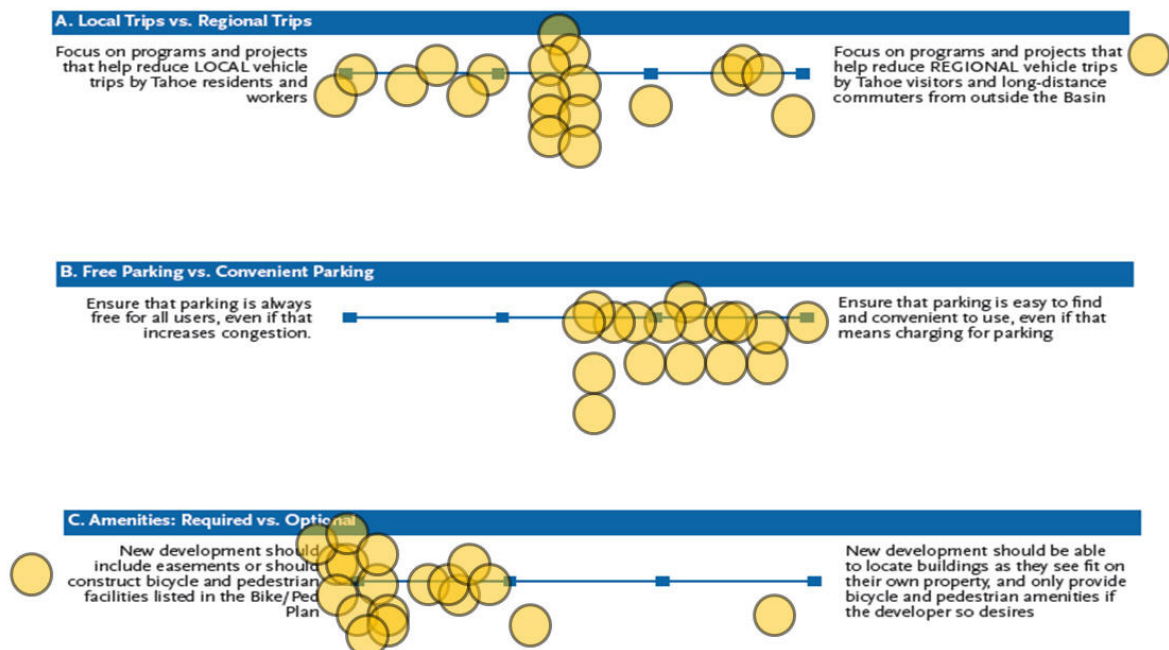 A. Local Trips vs. Regional Trips
Focus on programs and projects
that help reduce LOCAL vehicle
trips by Tahoe residents and
workers
Focus on programs and projects that
help reduce REGIONAL vehicle trips
by Tahoe visitors and long-distance
commuters from outside the Basin
B. Free Parking vs. Convenient Parking
Ensure that parking is always
free for all users, even if that
increases congestion.
Ensure that parking is easy to find
and convenient to use, even if that
means charging for parking
C. Amenities: Required vs. Optional
New development should
include easements or should
construct bicycle and pedestrian
facilities listed in the Bike/Ped
Plan
New development should be able
to locate buildings as they see fit on
their own property, and only provide
bicycle and pedestrian amenities if
the developer so desires